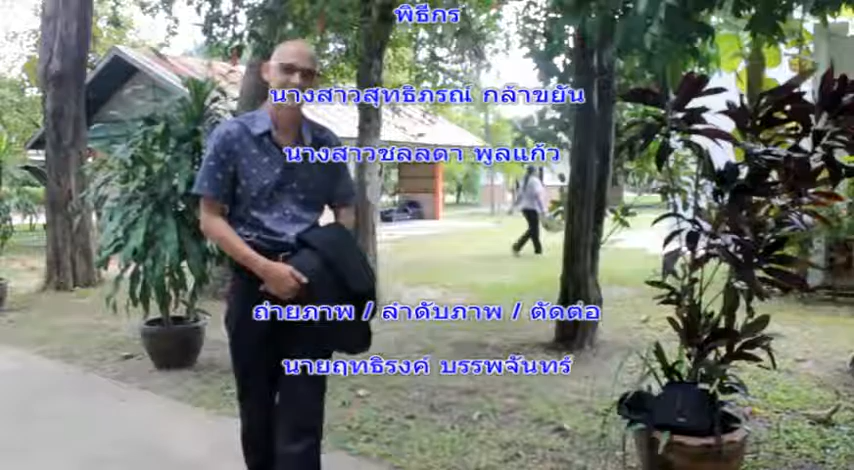 พิธีกร
นางสาวสุทธิภรณ์ กล้าขยัน
นางสาวชลลดา พูลแก้ว
ถ่ายภาพ / ลำดับภาพ / ตัดต่อ
นายฤทธิรงค์ บรรพจันทร์